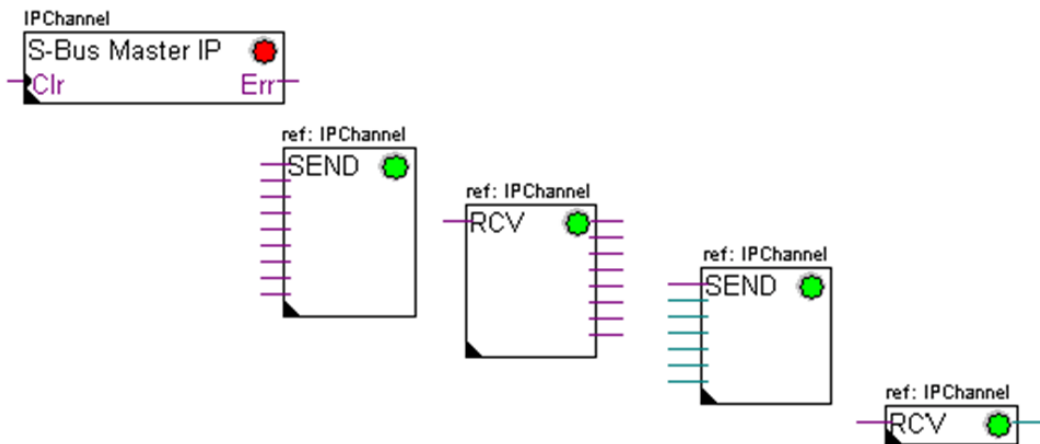 IPChannel
S-Bus Master IP
Clr Err
ref: IPChannel
SEND
ref: IPChannel
RCV
ref: IPChannel
SEND
ref: IPChannel
RCV